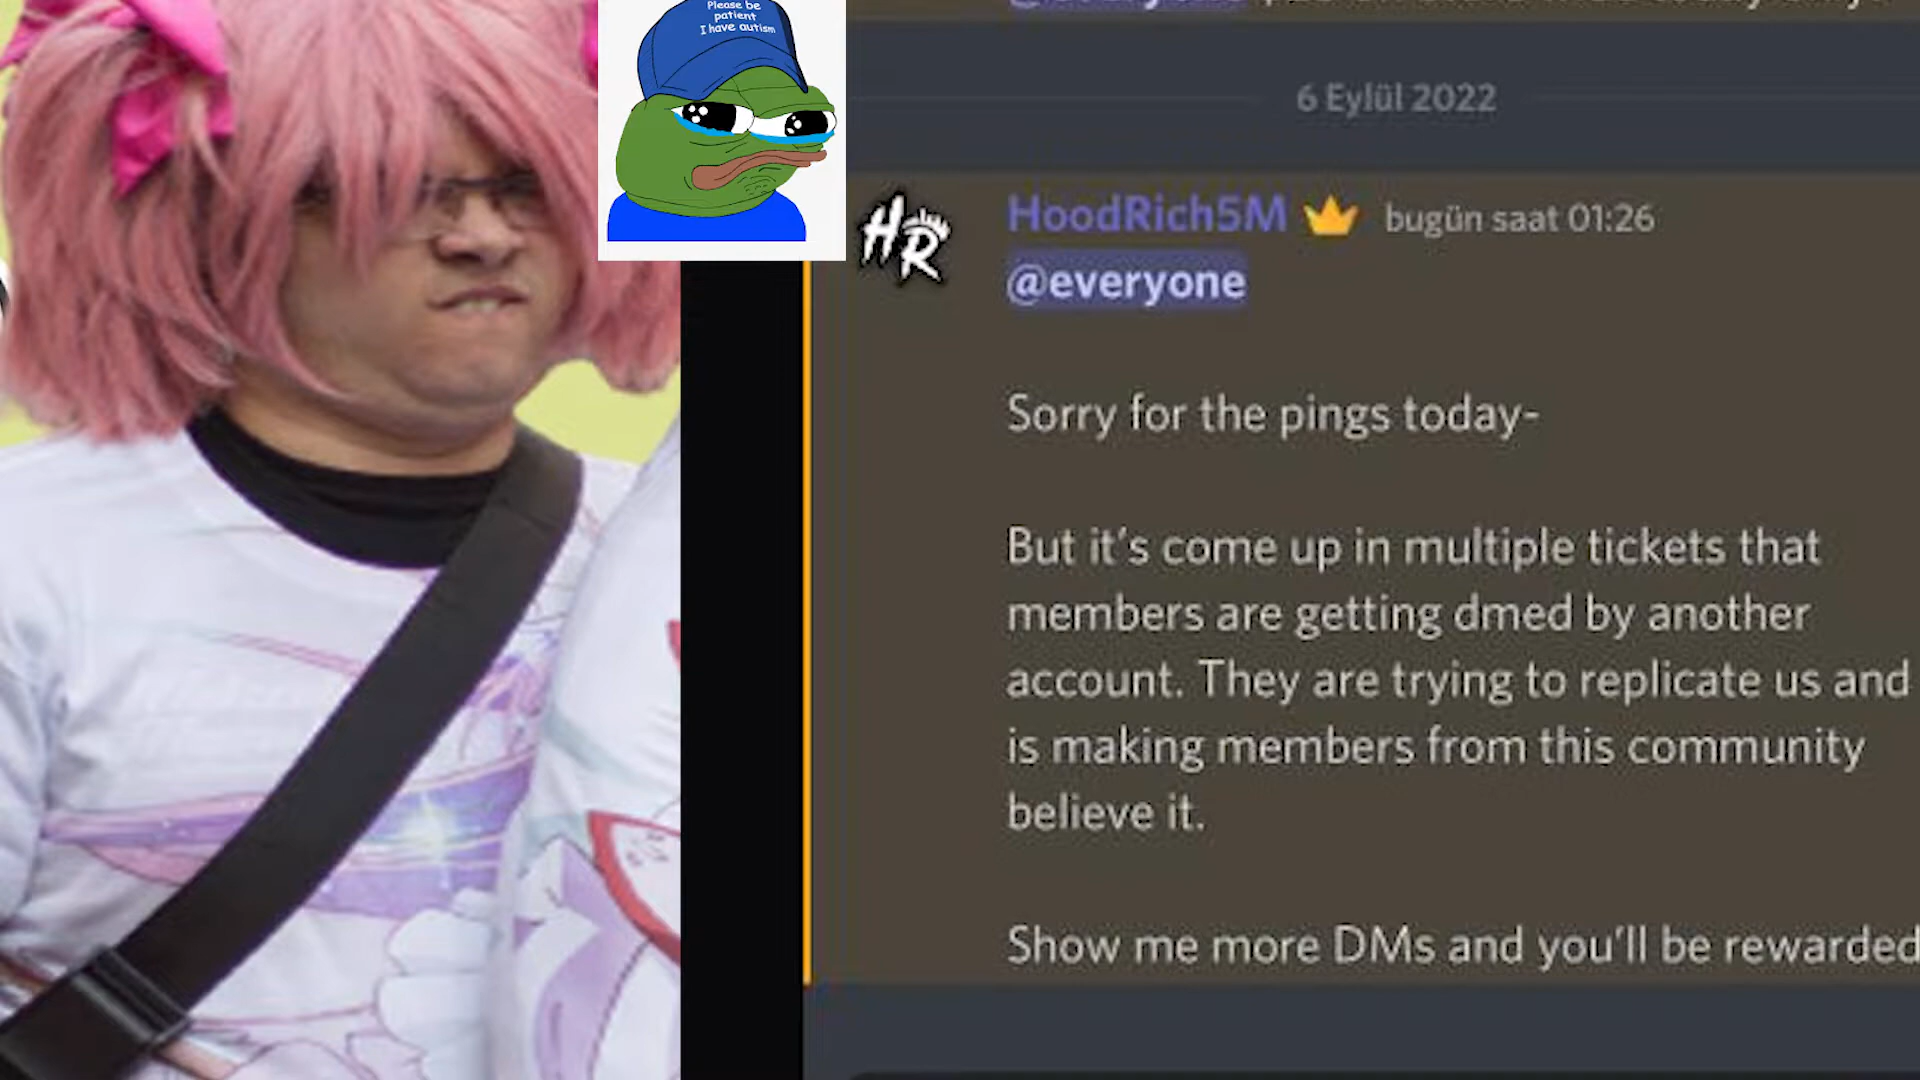 Please be
patient
I have autism
6 Eylül 2022
HR
HoodRich5M bugün saat 01:26
@everyone
Sorry for the pings today-
But it's come up in multiple tickets that
members are getting dmed by another
account. They are trying to replicate us and
is making members from this community
believe it.
Show me more DMs and you'll be rewarded